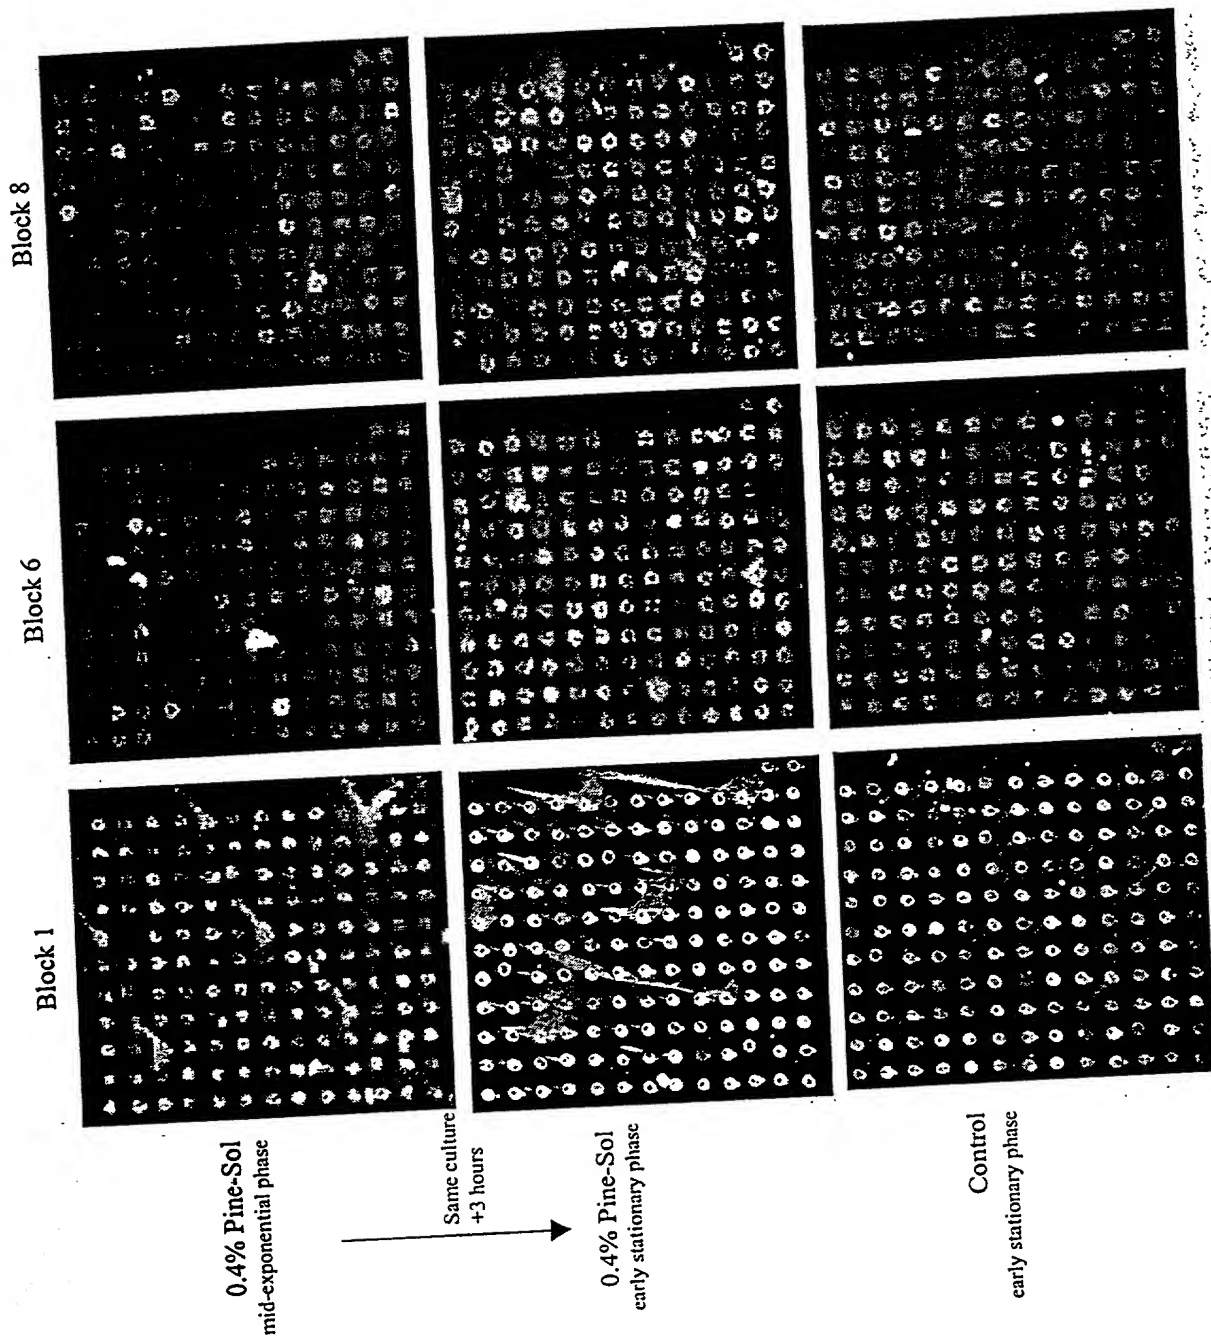 Block 1
Block 6
Block 8
0.4% Pine-Sol
mid-exponential phase
Same culture
+3 hours
0.4% Pine-Sol
early stationary phase
Control
early stationary phase